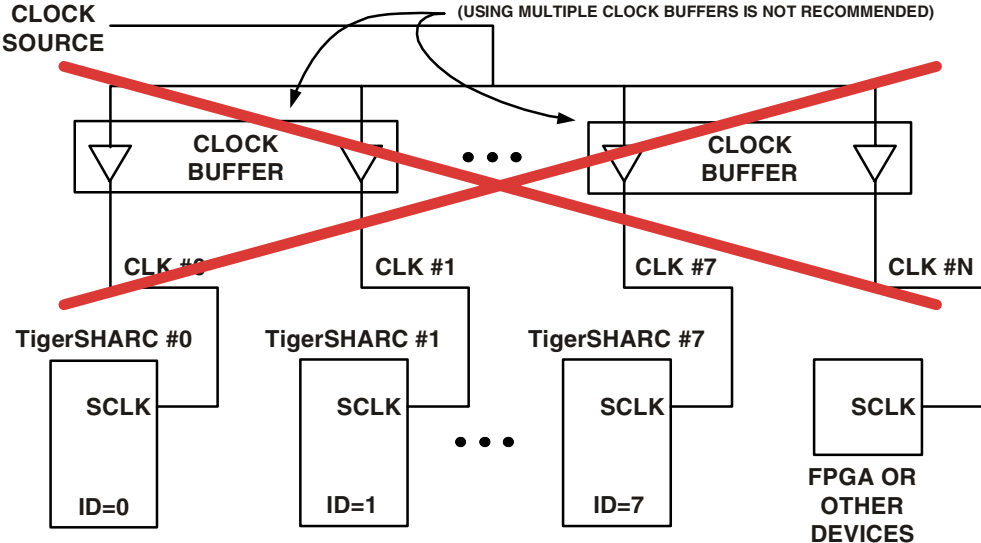 CLOCK
SOURCE
(USING MULTIPLE CLOCK BUFFERS IS NOT RECOMMENDED)
CLOCK
BUFFER
CLOCK
BUFFER
CLK #0
CLK #1
CLK #7
CLK #N
TigerSHARC #0
TigerSHARC #1
TigerSHARC #7
SCLK
SCLK
SCLK
SCLK
ID=0
ID=1
ID=7
FPGA OR
OTHER
DEVICES